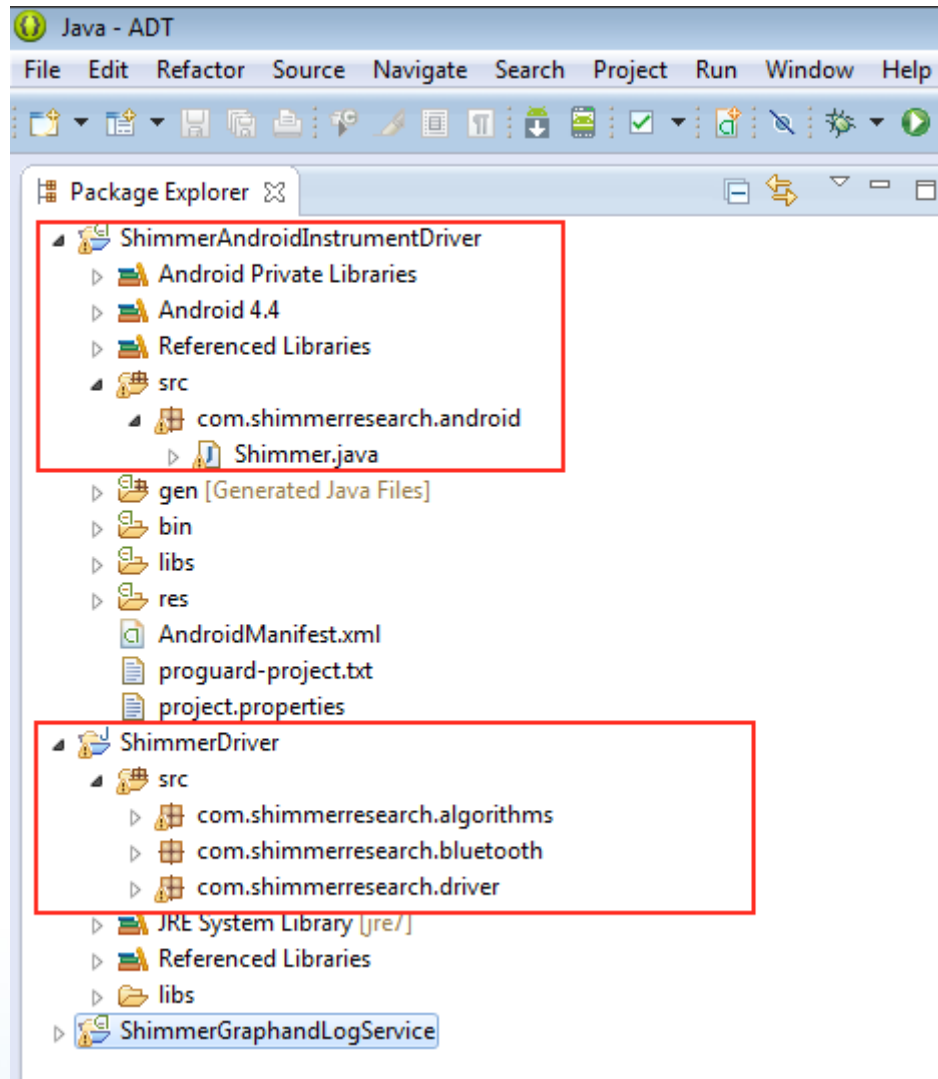 Java - ADT
File Edit Refactor Source Navigate Search Project Run Window Help
Package Explorer
ShimmerAndroidInstrumentDriver
Android Private Libraries
Android 4.4
Referenced Libraries
src
com.shimmerresearch.android
Shimmer.java
gen [Generated Java Files]
bin
libs
res
AndroidManifest.xml
proguard-project.txt
project.properties
ShimmerDriver
src
com.shimmerresearch.algorithms
com.shimmerresearch.bluetooth
com.shimmerresearch.driver
JRE System Library [jre7]
Referenced Libraries
libs
ShimmerGraphandLogService